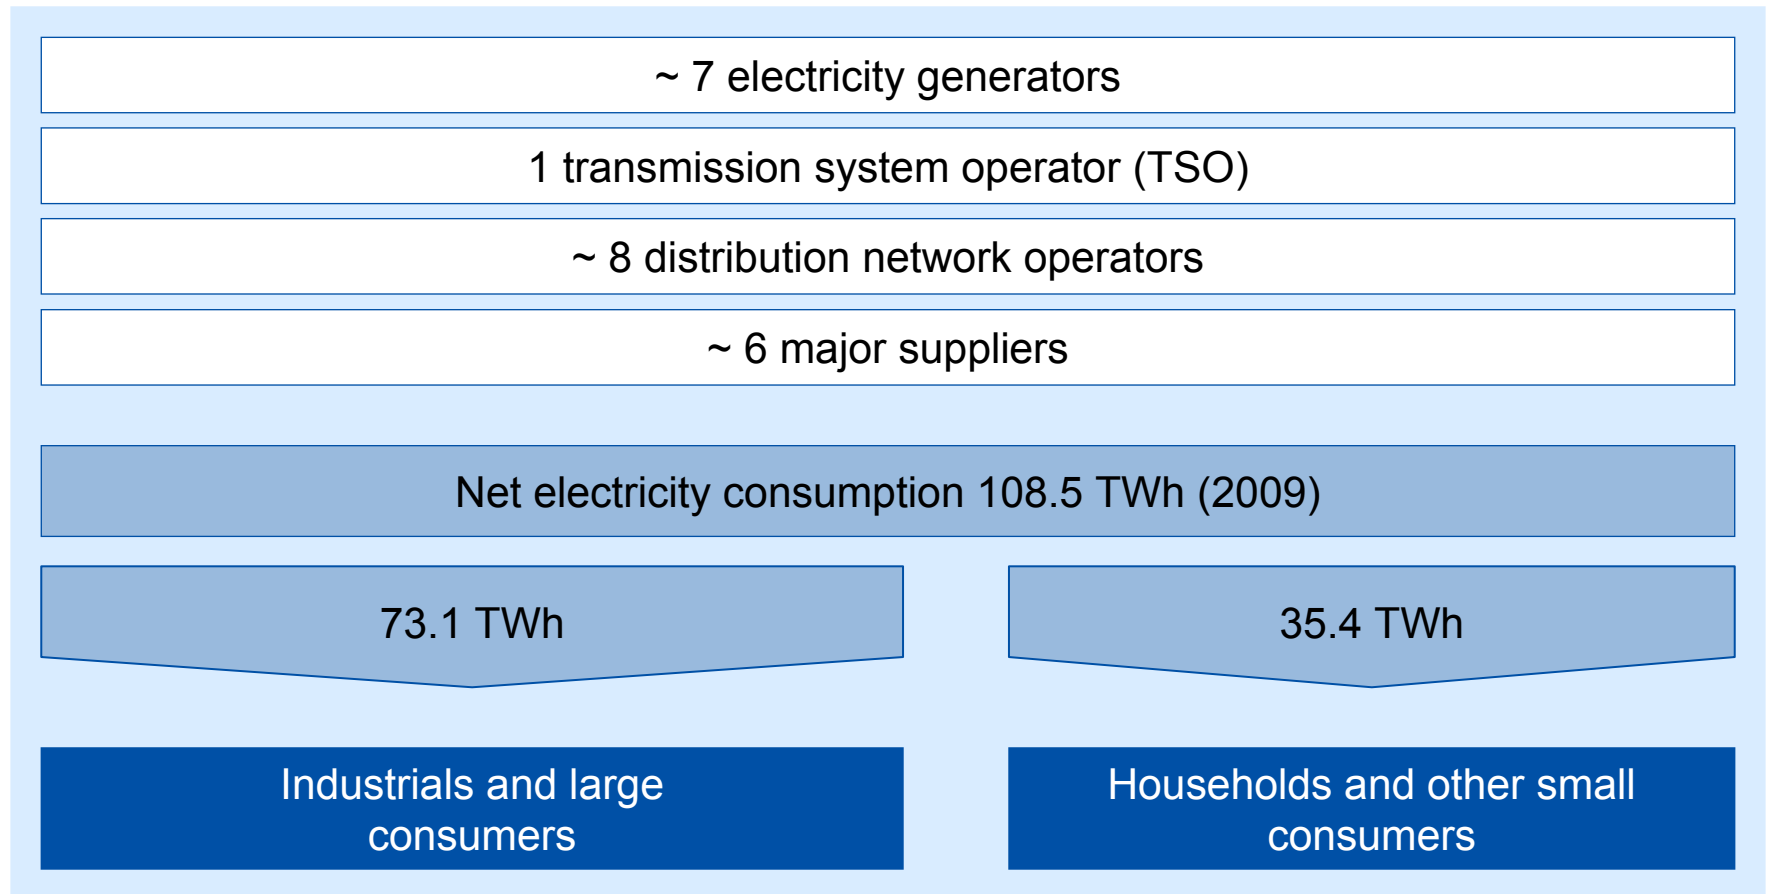 ~ 7 electricity generators
1 transmission system operator (TSO)
~ 8 distribution network operators
~ 6 major suppliers
Net electricity consumption 108.5 TWh (2009)
73.1 TWh
35.4 TWh
Industrials and large
consumers
Households and other small
consumers